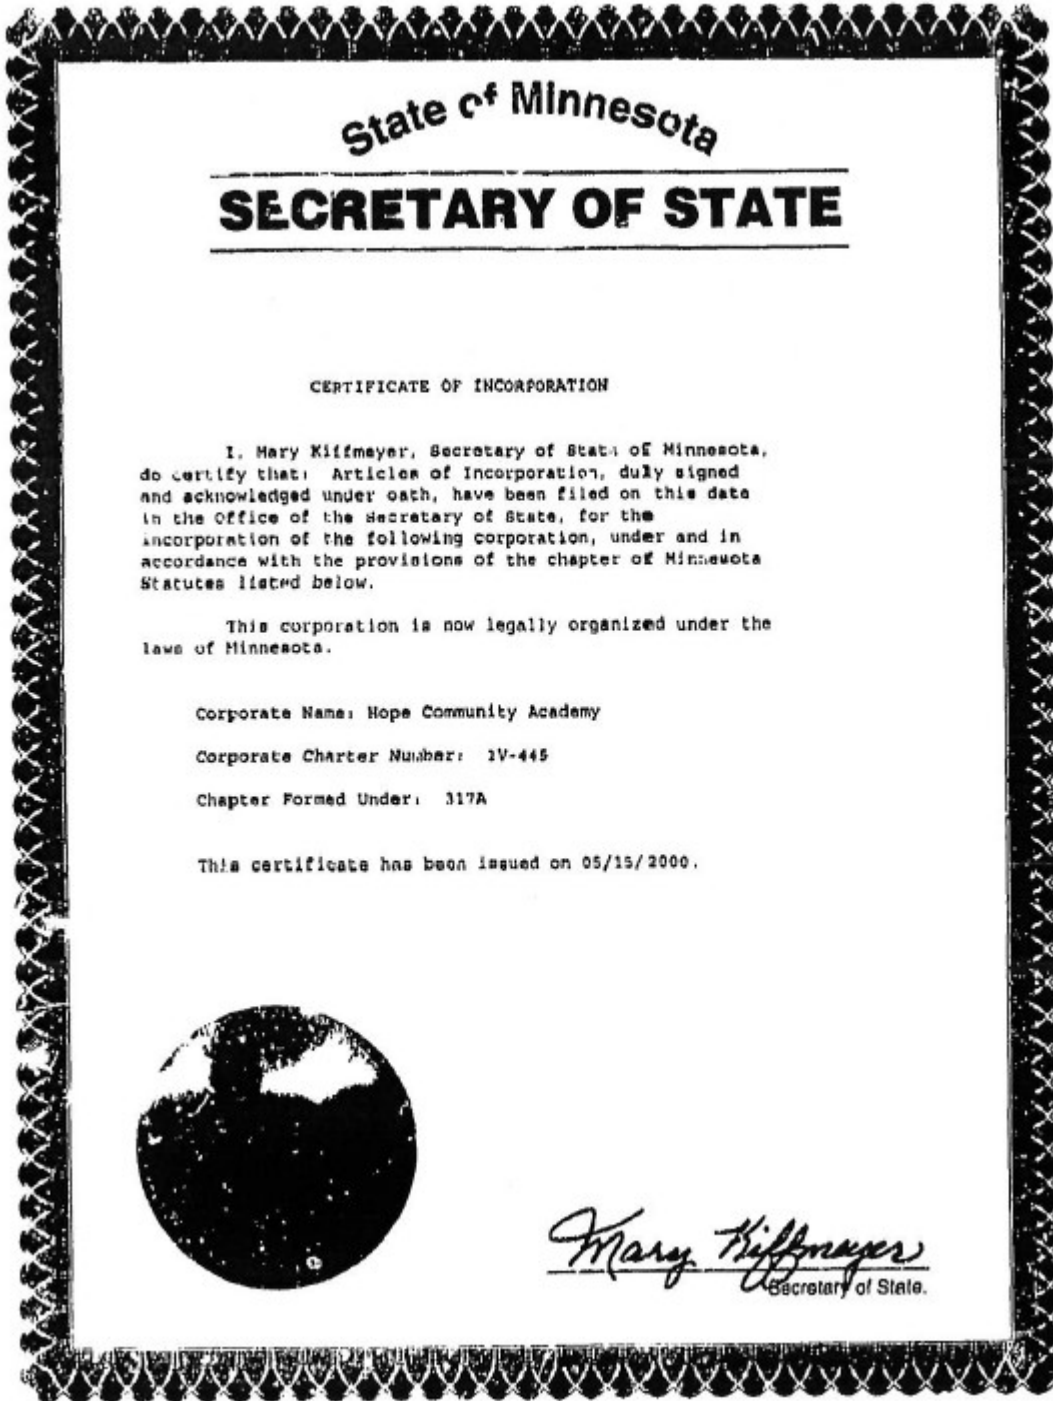 State of Minnesota
SECRETARY OF STATE
CERTIFICATE OF INCORPORATION
I, Mary Kiffmeyer, Secretary of State of Minnesota,
do certify that: Articles of Incorporation, duly signed
and acknowledged under oath, have been filed on this date
in the Office of the Secretary of State, for the
incorporation of the following corporation, under and in
accordance with the provisions of the chapter of Minnesota
Statutes listed below.
This corporation is now legally organized under the
laws of Minnesota.
Corporate Name: Hope Community Academy
Corporate Charter Number: 1V-445
Chapter Formed Under: 317A
This certificate has been issued on 05/15/2000.
Mary Kiffmeyer
Secretary of State.